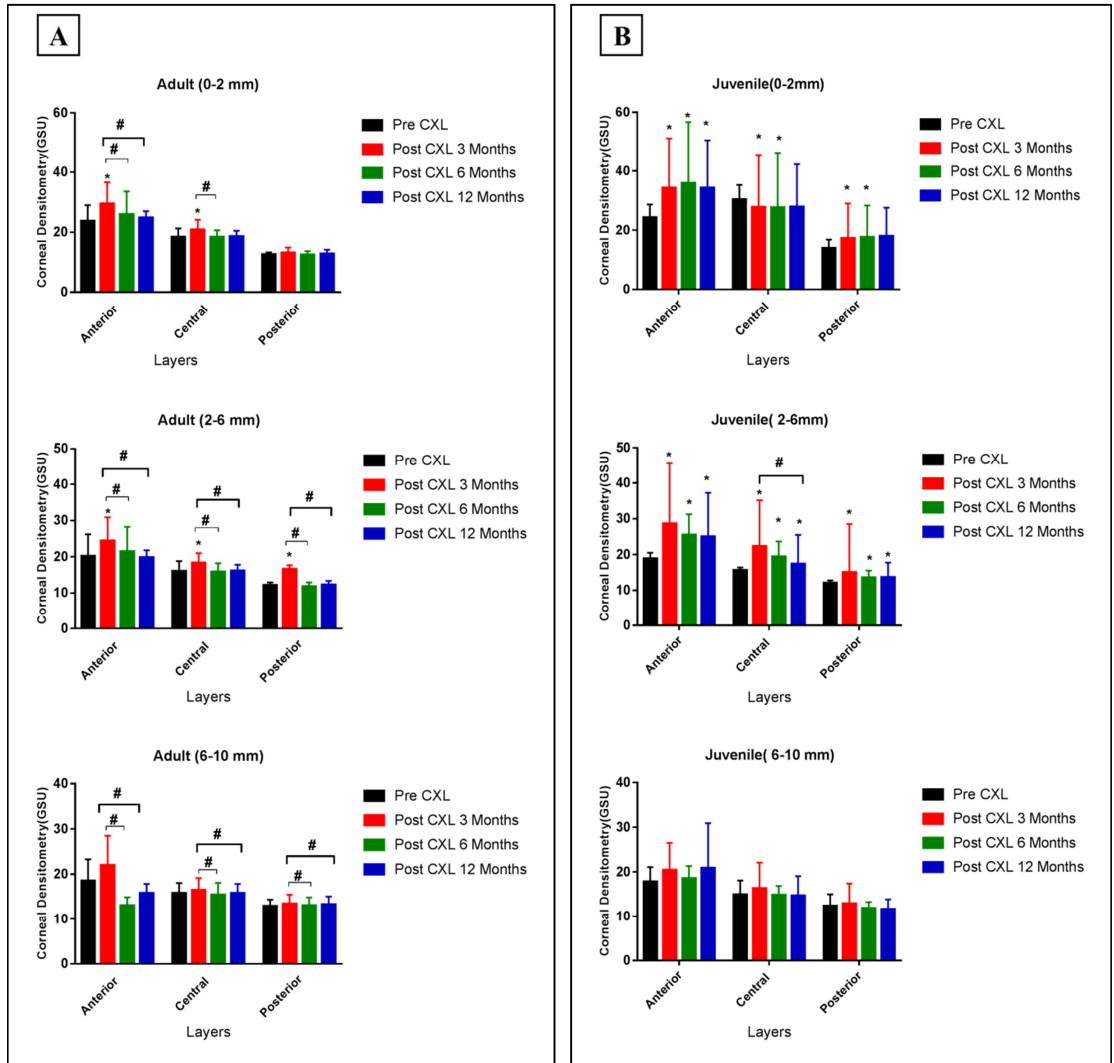 A
Adult (0-2 mm)
Corneal Densitometry(GSU)
60
40
20
0
#
#
*
#
*
Anterior
Central
Posterior
Layers
Pre CXL
Post CXL 3 Months
Post CXL 6 Months
Post CXL 12 Months
Adult (2-6 mm)
Corneal Densitometry(GSU)
50
40
30
20
10
0
#
#
*
#
#
*
#
#
*
Anterior
Central
Posterior
Layers
Pre CXL
Post CXL 3 Months
Post CXL 6 Months
Post CXL 12 Months
Adult (6-10 mm)
Corneal Densitometry(GSU)
40
30
20
10
0
#
#
#
#
#
#
Anterior
Central
Posterior
Layers
Pre CXL
Post CXL 3 Months
Post CXL 6 Months
Post CXL 12 Months
B
Juvenile(0-2mm)
Corneal Densitometry(GSU)
60
40
20
0
* * *
* *
* *
Anterior
Central
Posterior
Layers
Pre CXL
Post CXL 3 Months
Post CXL 6 Months
Post CXL 12 Months
Juvenile( 2-6mm)
Corneal Densitometry(GSU)
50
40
30
20
10
0
* * *
#
* * *
* * *
Anterior
Central
Posterior
Layers
Pre CXL
Post CXL 3 Months
Post CXL 6 Months
Post CXL 12 Months
Juvenile( 6-10 mm)
Corneal Densitometry(GSU)
40
30
20
10
0
Anterior
Central
Posterior
Layers
Pre CXL
Post CXL 3 Months
Post CXL 6 Months
Post CXL 12 Months